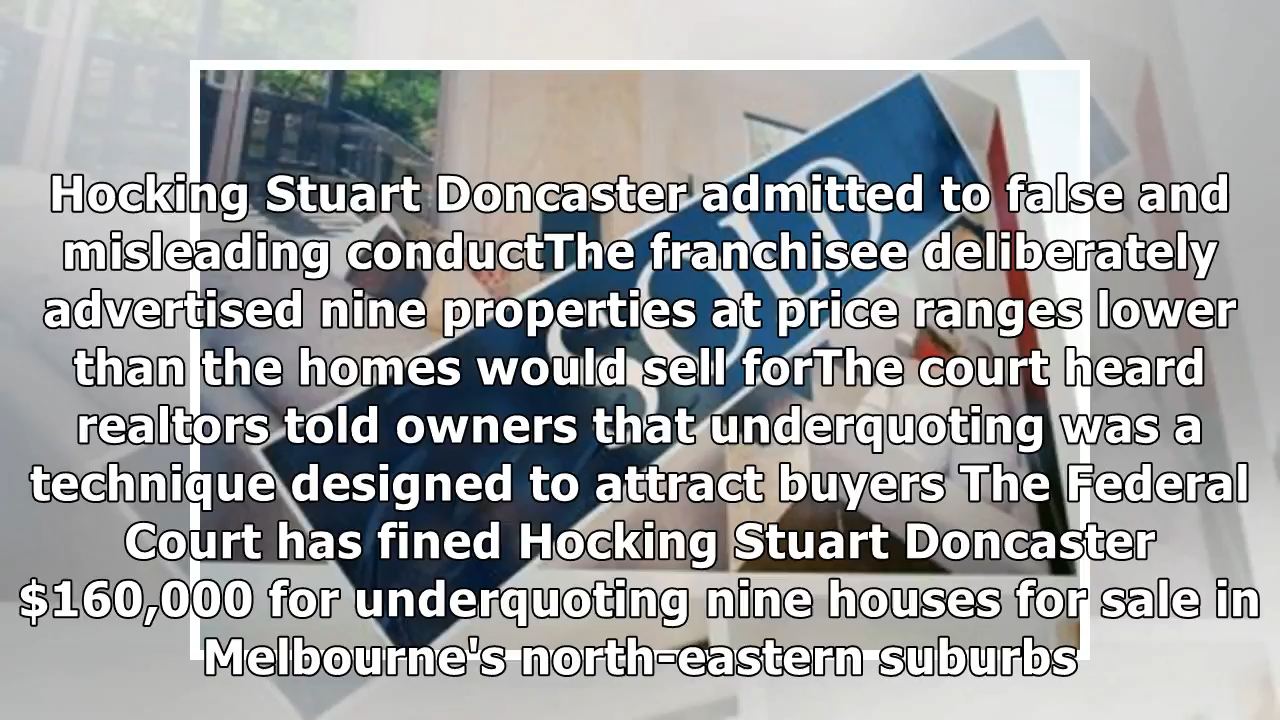 Hocking Stuart Doncaster admitted to false and
misleading conductThe franchisee deliberately
advertised nine properties at price ranges lower
than the homes would sell forThe court heard
realtors told owners that underquoting was a
technique designed to attract buyers The Federal
Court has fined Hocking Stuart Doncaster
$160,000 for underquoting nine houses for sale in
Melbourne's north-eastern suburbs
SOLD